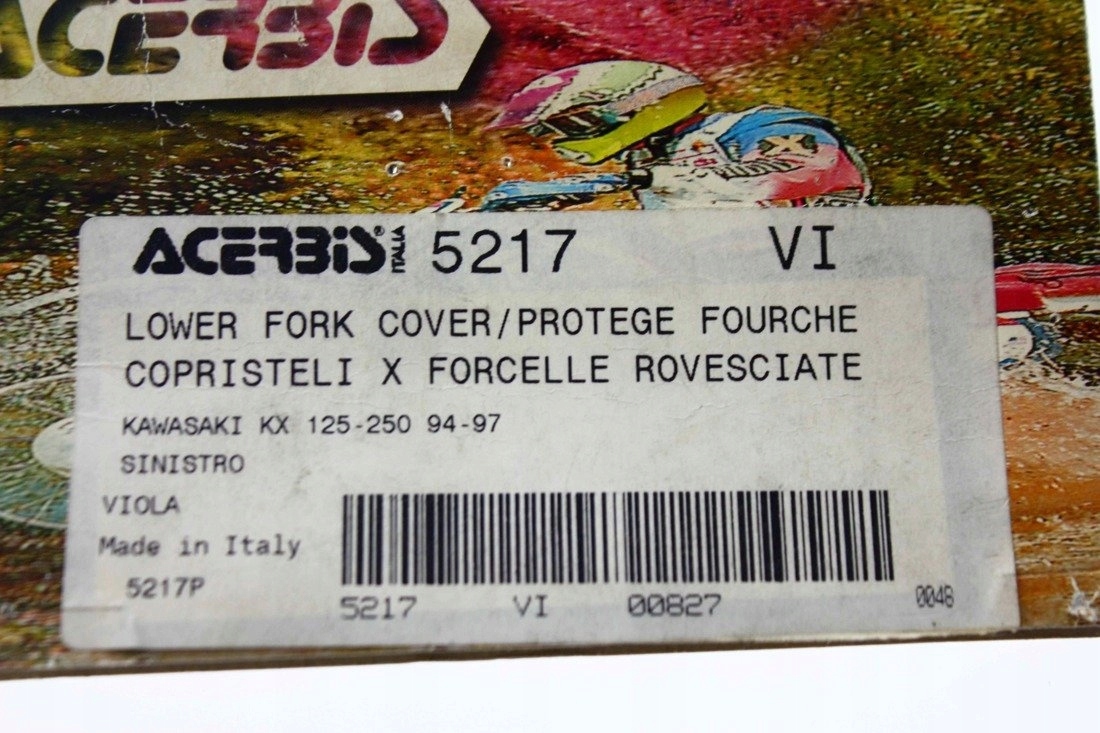 ACERBIS
ACERBIS® ITALIA 5217 VI
LOWER FORK COVER/PROTEGE FOURCHE
COPRISTELI X FORCELLE ROVESCIATE
KAWASAKI KX 125-250 94-97
SINISTRO
VIOLA
Made in Italy
5217P
5217 VI 00827
0048